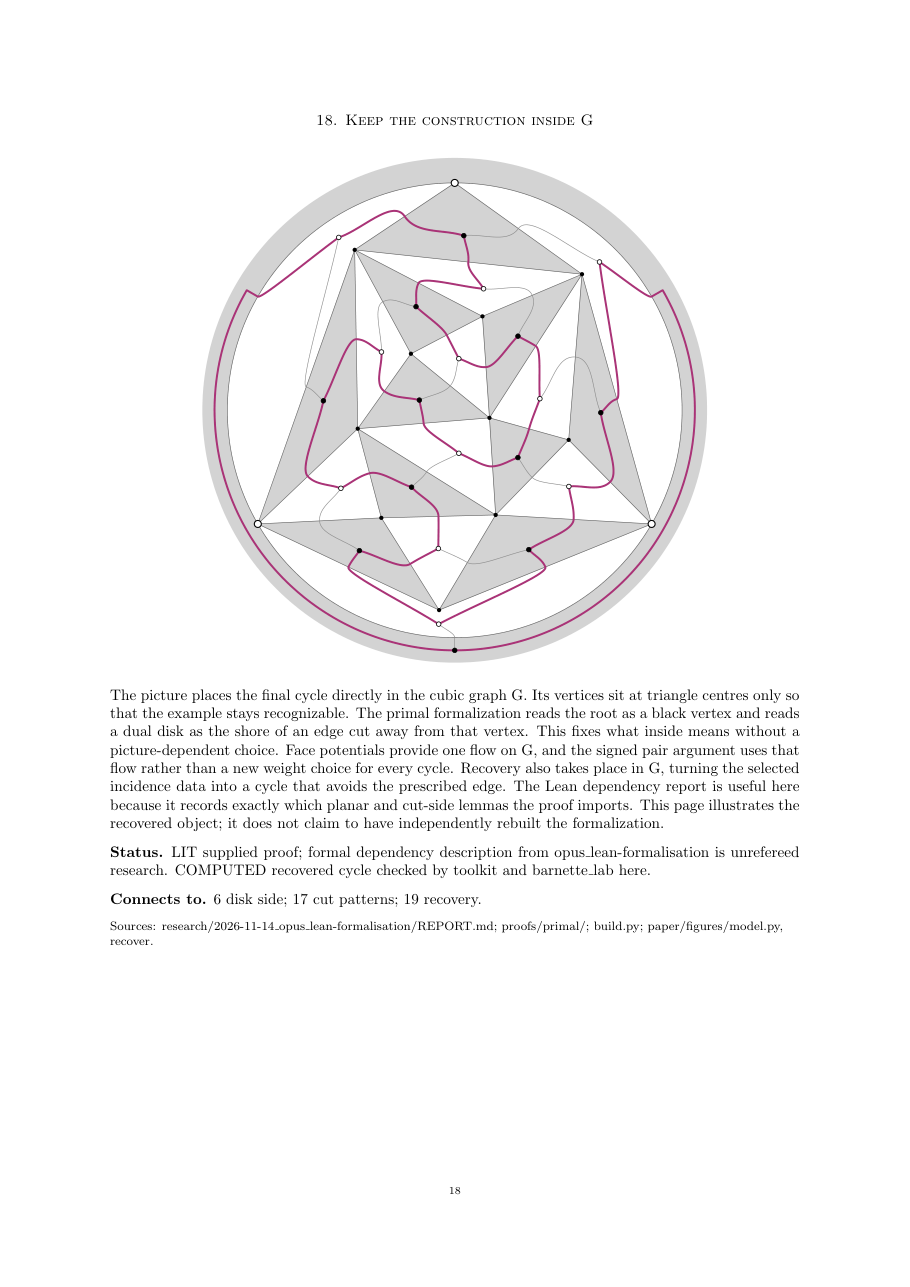 18. Keep the construction inside G
The picture places the final cycle directly in the cubic graph G. Its vertices sit at triangle centres only so
that the example stays recognizable. The primal formalization reads the root as a black vertex and reads
a dual disk as the shore of an edge cut away from that vertex. This fixes what inside means without a
picture-dependent choice. Face potentials provide one flow on G, and the signed pair argument uses that
flow rather than a new weight choice for every cycle. Recovery also takes place in G, turning the selected
incidence data into a cycle that avoids the prescribed edge. The Lean dependency report is useful here
because it records exactly which planar and cut-side lemmas the proof imports. This page illustrates the
recovered object; it does not claim to have independently rebuilt the formalization.
Status. LIT supplied proof; formal dependency description from opus_lean-formalisation is unrefereed
research. COMPUTED recovered cycle checked by toolkit and barnette_lab here.
Connects to. 6 disk side; 17 cut patterns; 19 recovery.
Sources: research/2026-11-14_opus_lean-formalisation/REPORT.md; proofs/primal/; build.py; paper/figures/model.py,
recover.
18